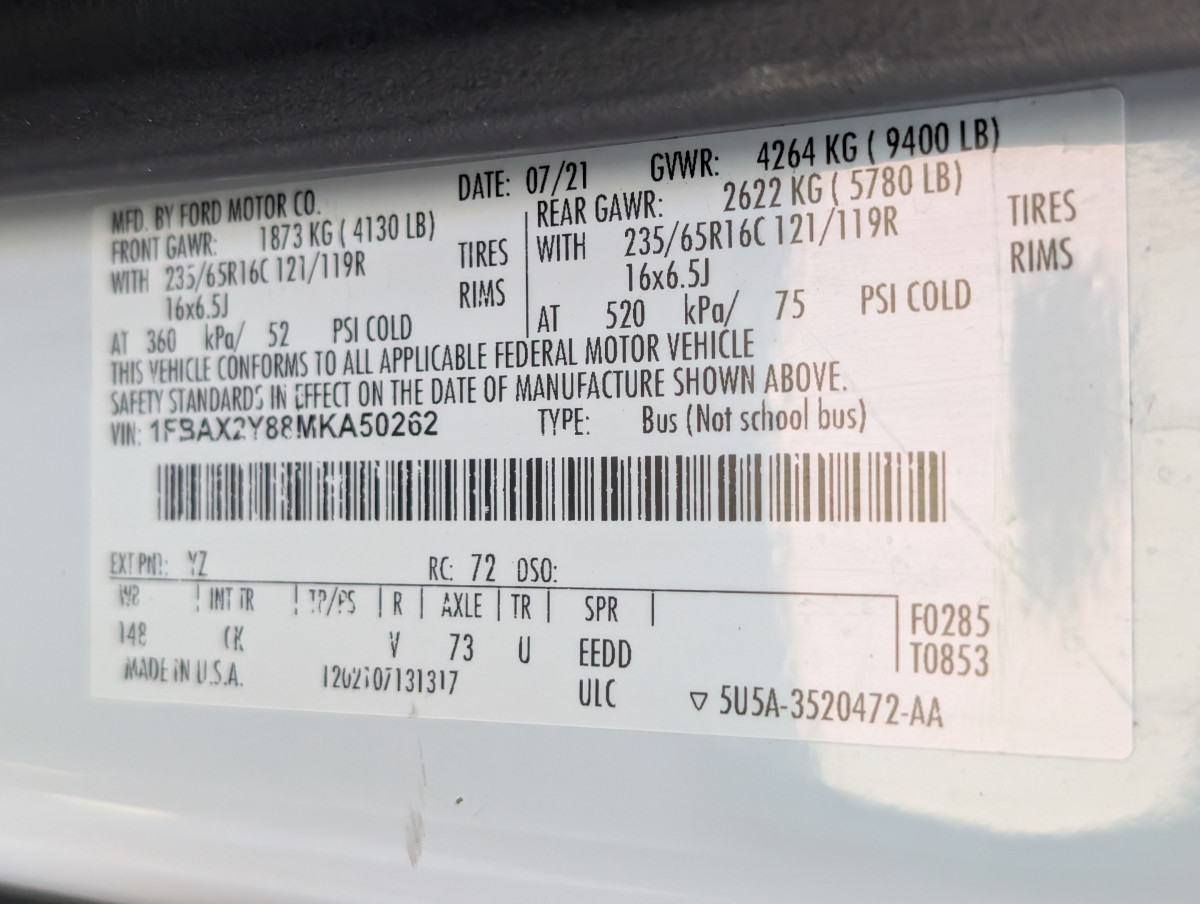 MFD. BY FORD MOTOR CO. DATE: 07/21 GVWR: 4264 KG ( 9400 LB)
FRONT GAWR: 1873 KG ( 4130 LB) REAR GAWR: 2622 KG ( 5780 LB)
WITH 235/65R16C 121/119R TIRES WITH 235/65R16C 121/119R TIRES
16x6.5J RIMS 16x6.5J RIMS
AT 360 kPa/ 52 PSI COLD AT 520 kPa/ 75 PSI COLD
THIS VEHICLE CONFORMS TO ALL APPLICABLE FEDERAL MOTOR VEHICLE
SAFETY STANDARDS IN EFFECT ON THE DATE OF MANUFACTURE SHOWN ABOVE.
VIN: 1FBAX2Y88MKA50262 TYPE: Bus (Not school bus)
EXT PNT: YZ RC: 72 DSO:
WB | INT TR | TP/PS | R | AXLE | TR | SPR | F0285
148 CK V 73 U EEDD T0853
MADE IN U.S.A. 1202107131317 ULC ▽ 5U5A-3520472-AA